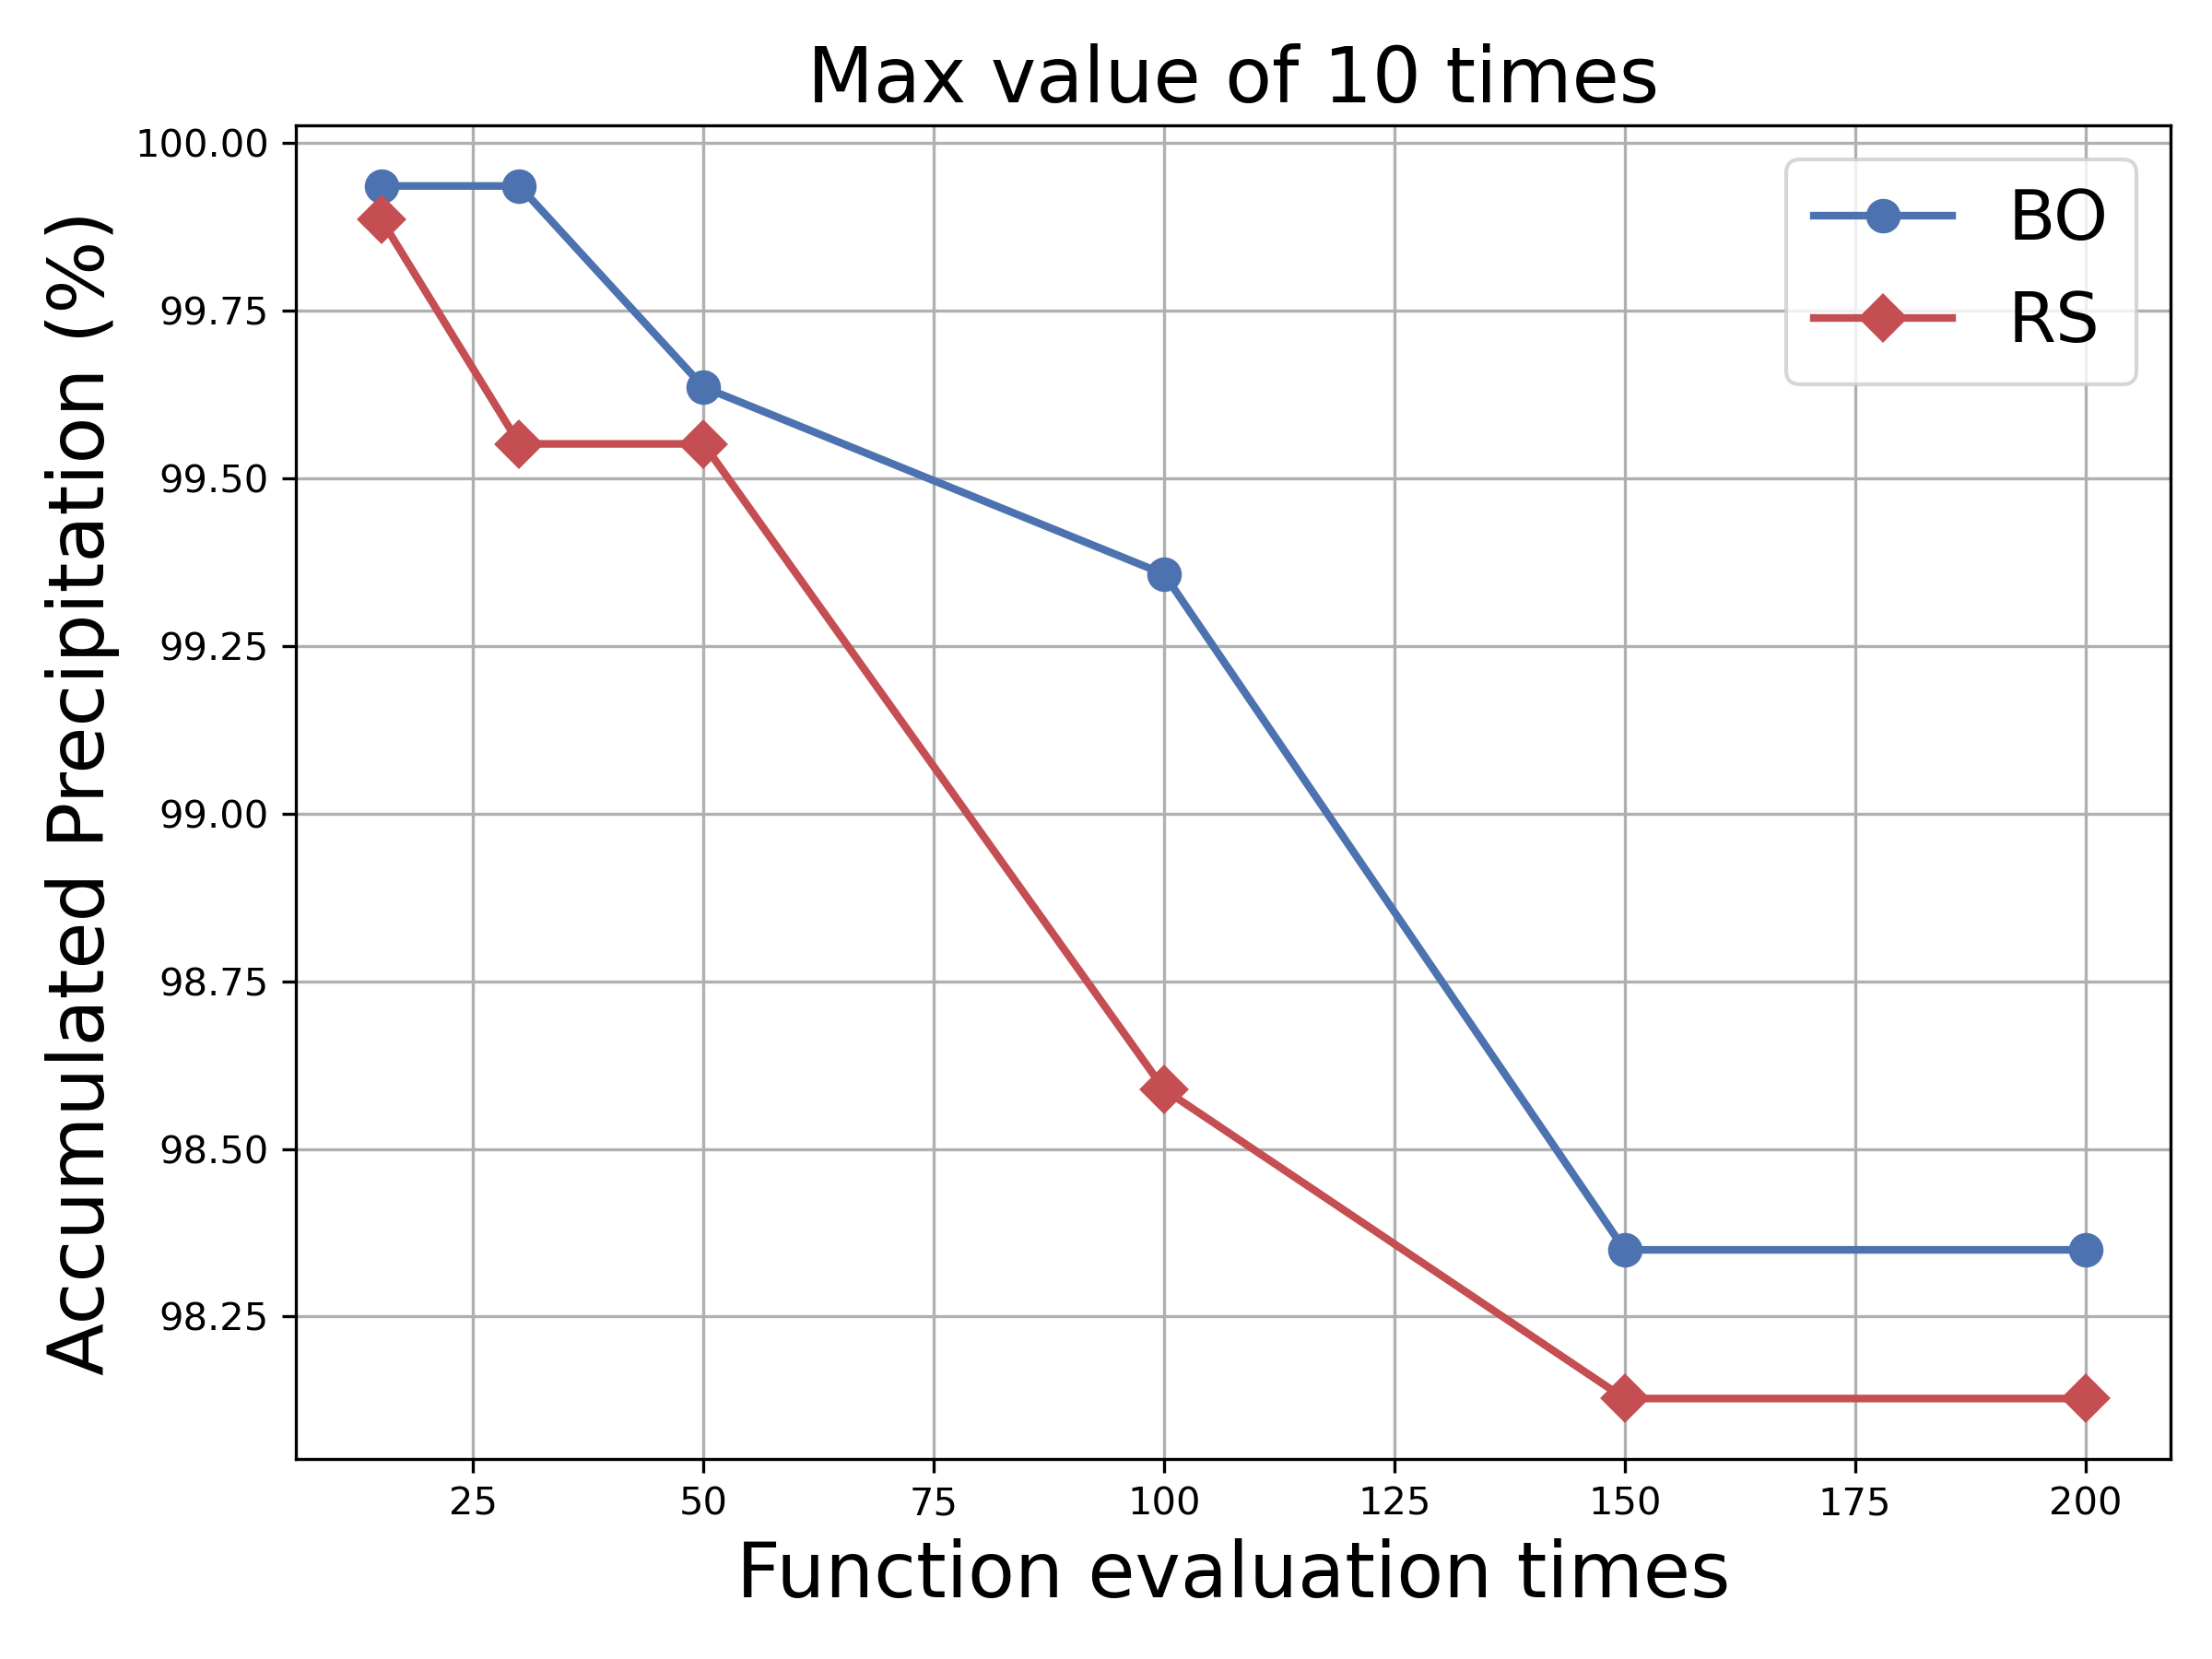 Max value of 10 times
Accumulated Precipitation (%)
100.00
99.75
99.50
99.25
99.00
98.75
98.50
98.25
BO
RS
25 50 75 100 125 150 175 200
Function evaluation times